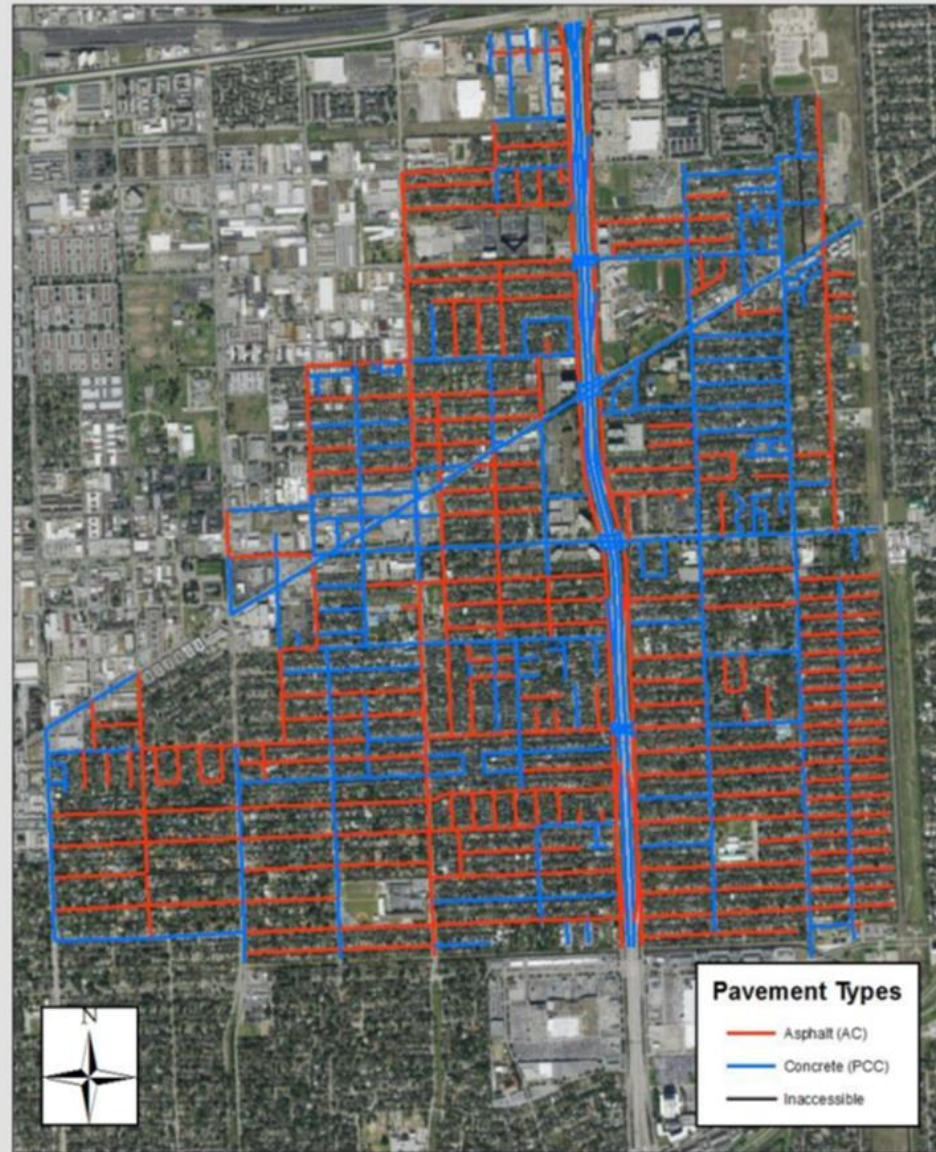 N
Pavement Types
Asphalt (AC)
Concrete (PCC)
Inaccessible